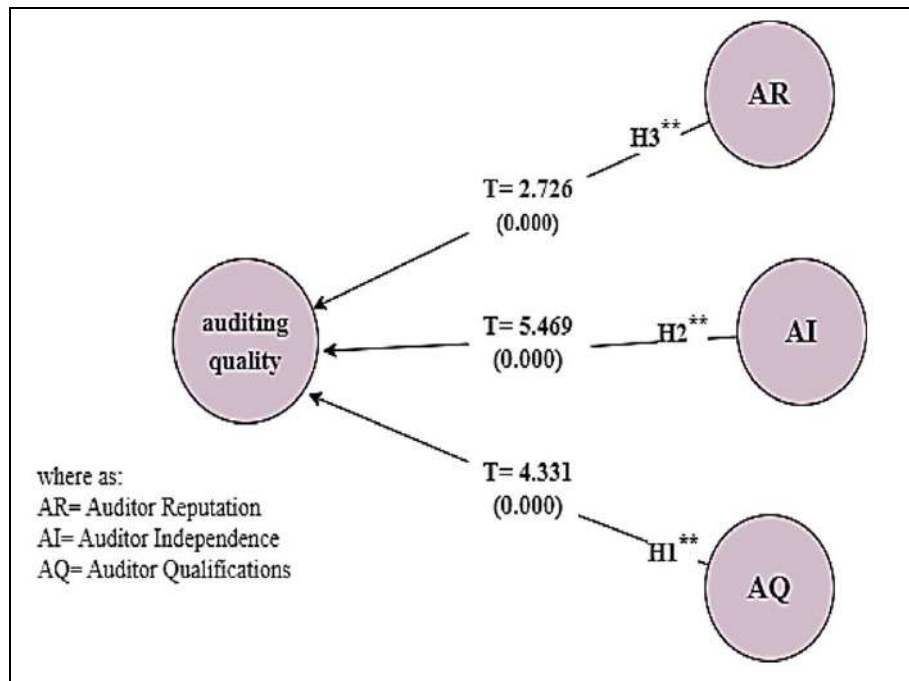 AR
H3**
T= 2.726
(0.000)
auditing
quality
T= 5.469
(0.000)
H2**
AI
T= 4.331
(0.000)
H1**
AQ
where as:
AR= Auditor Reputation
AI= Auditor Independence
AQ= Auditor Qualifications